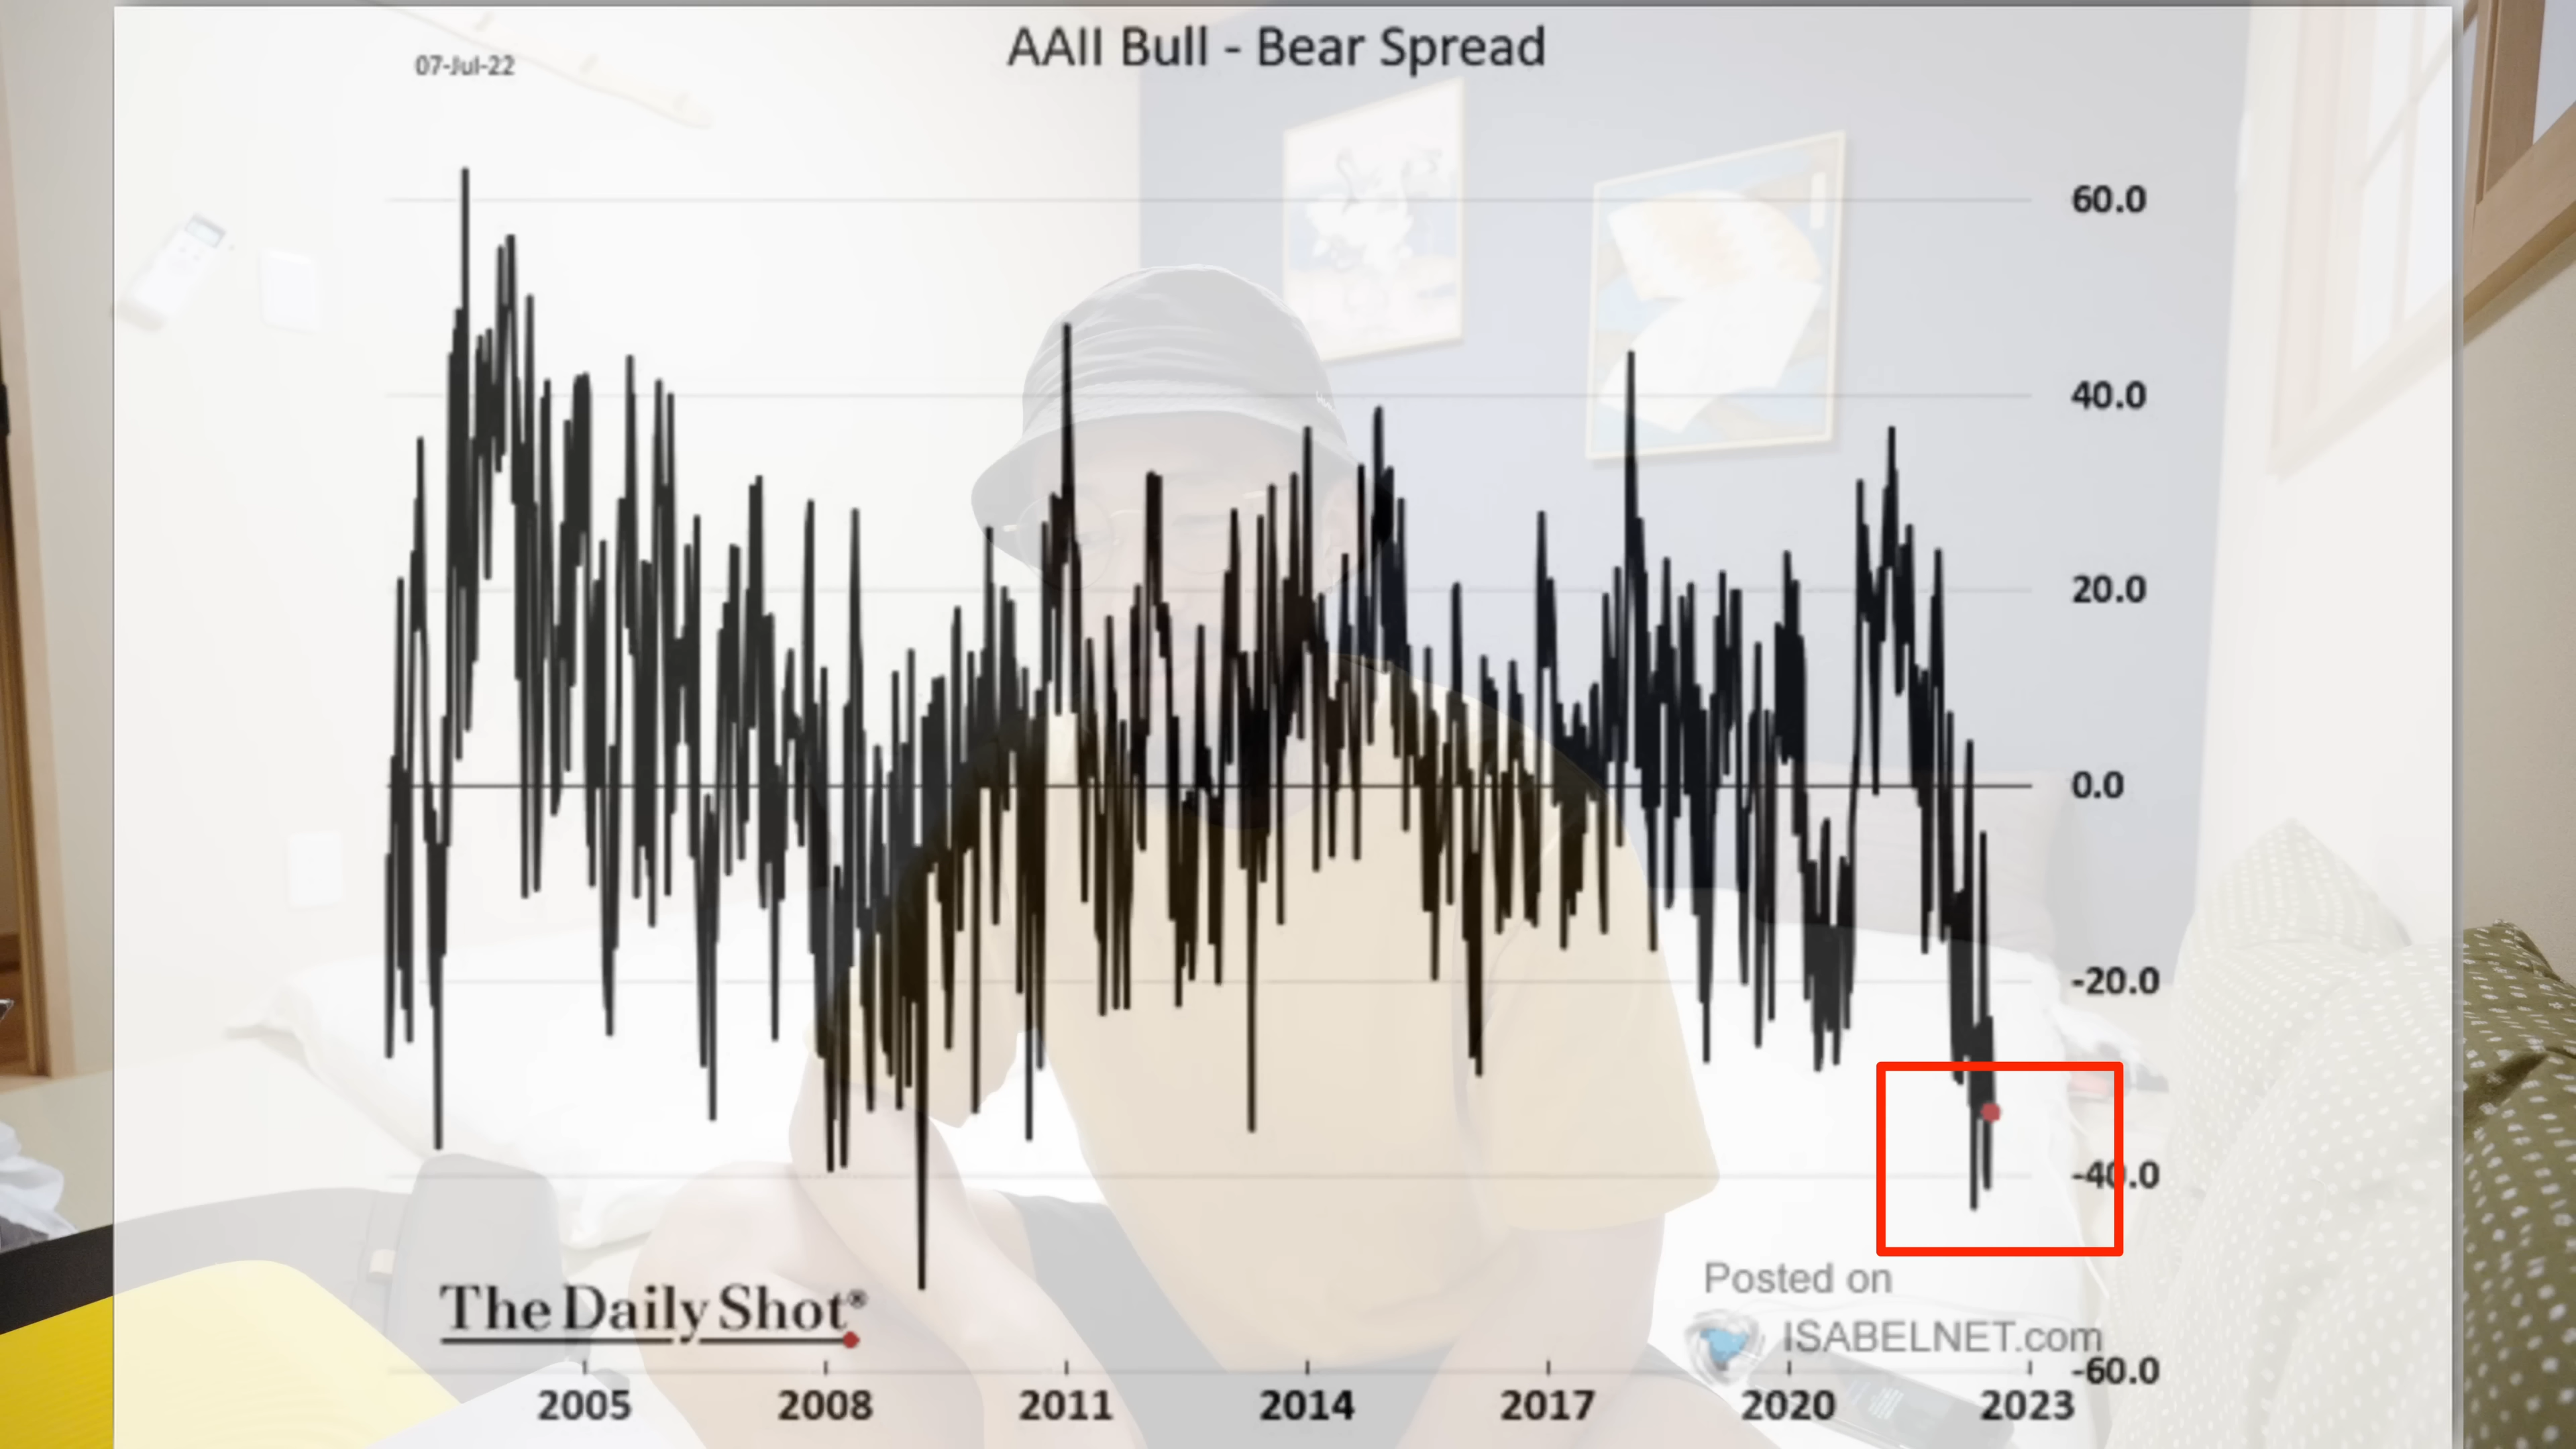 AAII Bull - Bear Spread
07-Jul-22
60.0
40.0
20.0
0.0
-20.0
-40.0
-60.0
The Daily Shot®
Posted on
ISABELNET.com
2005
2008
2011
2014
2017
2020
2023